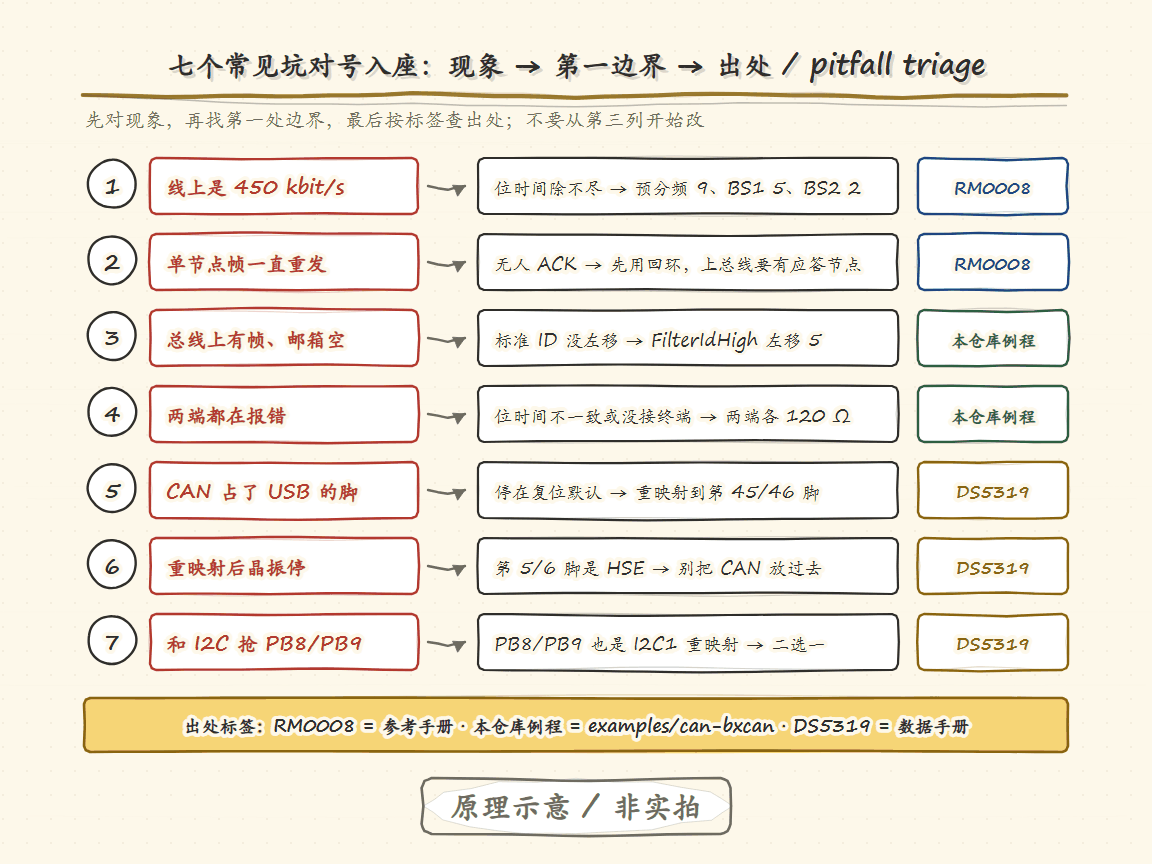 七个常见坑对号入座：现象 → 第一边界 → 出处 / pitfall triage
先对现象，再找第一处边界，最后按标签查出处；不要从第三列开始改
1 线上是 450 kbit/s 位时间除不尽 → 预分频 9、BS1 5、BS2 2 RM0008
2 单节点帧一直重发 无人 ACK → 先用回环，上总线要有应答节点 RM0008
3 总线上有帧、邮箱空 标准 ID 没左移 → FilterIdHigh 左移 5 本仓库例程
4 两端都在报错 位时间不一致或没接终端 → 两端各 120 Ω 本仓库例程
5 CAN 占了 USB 的脚 停在复位默认 → 重映射到第 45/46 脚 DS5319
6 重映射后晶振停 第 5/6 脚是 HSE → 别把 CAN 放过去 DS5319
7 和 I2C 抢 PB8/PB9 PB8/PB9 也是 I2C1 重映射 → 二选一 DS5319
出处标签：RM0008 = 参考手册 · 本仓库例程 = examples/can-bxcan · DS5319 = 数据手册
原理示意 / 非实拍